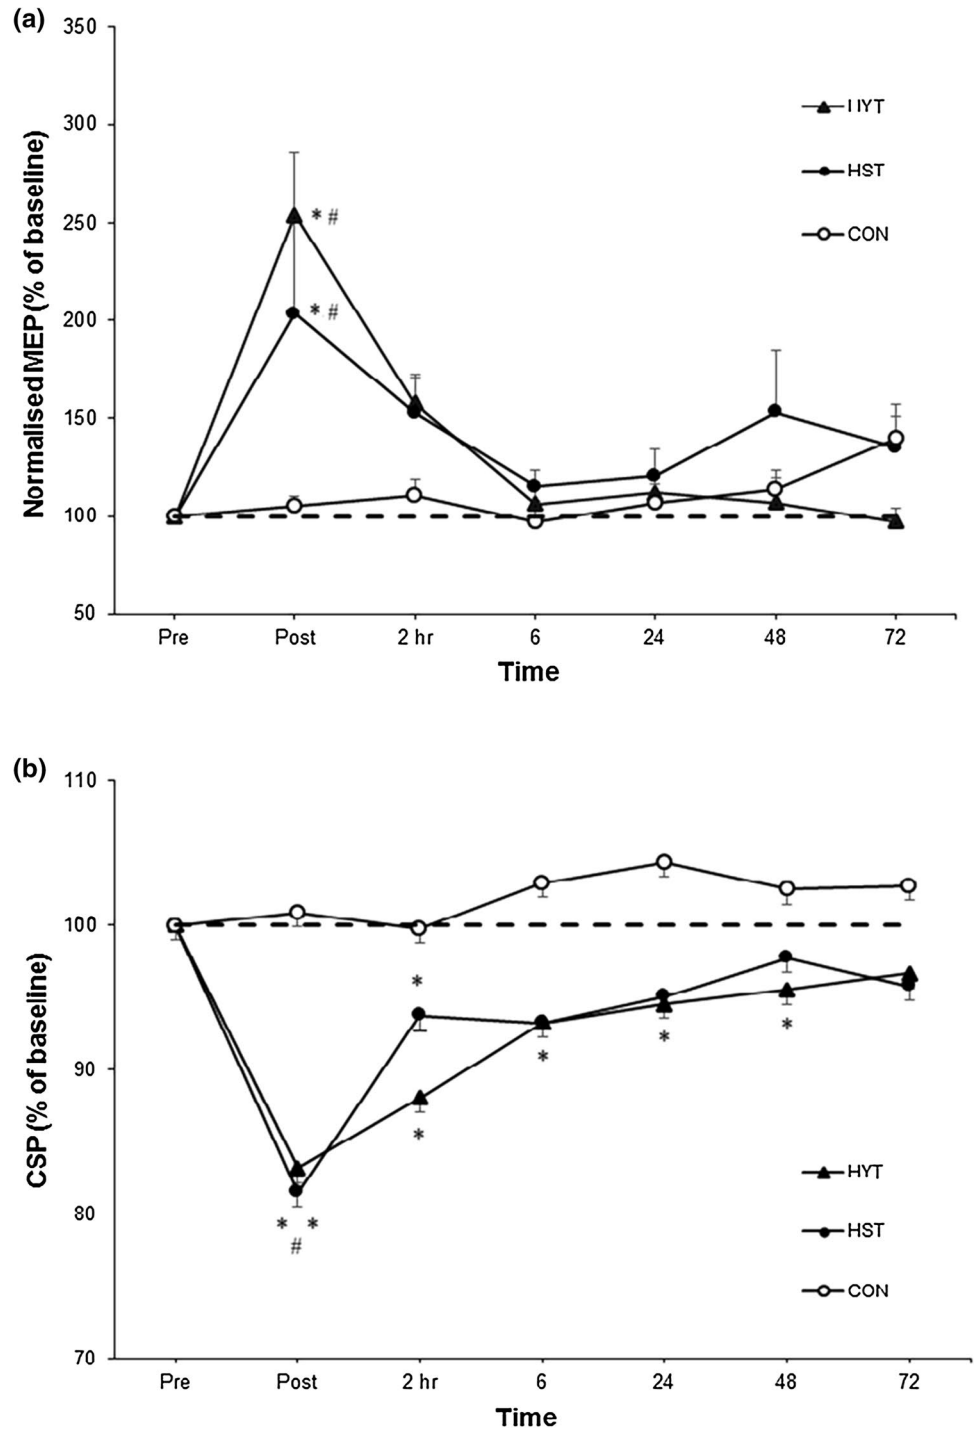 (a)
350
300
250
200
150
100
50
Normalised MEP (% of baseline)
HYT
HST
CON
* #
* #
Pre Post 2 hr 6 24 48 72
Time
(b)
110
100
90
80
70
CSP (% of baseline)
*
*
* * *
* *
#
HYT
HST
CON
Pre Post 2 hr 6 24 48 72
Time